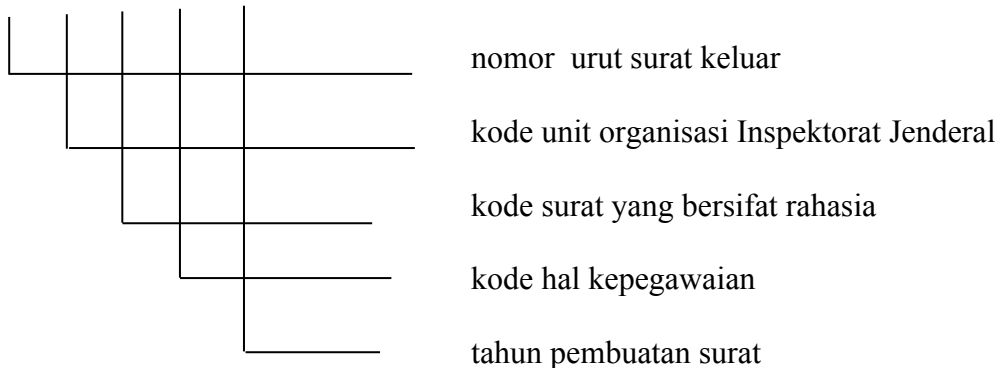 nomor urut surat keluar
kode unit organisasi Inspektorat Jenderal
kode surat yang bersifat rahasia
kode hal kepegawaian
tahun pembuatan surat